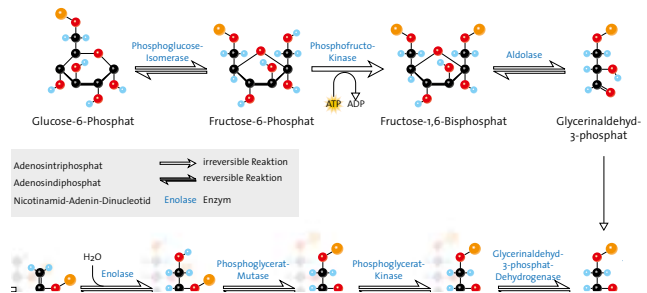 Phosphoglucose-
Isomerase
Phosphofructo-
Kinase
Aldolase
ATP ADP
Glucose-6-Phosphat
Fructose-6-Phosphat
Fructose-1,6-Bisphosphat
Glycerinaldehyd-
3-phosphat
Adenosintriphosphat
irreversible Reaktion
Adenosindiphosphat
reversible Reaktion
Nicotinamid-Adenin-Dinucleotid
Enolase Enzym
H2O
Enolase
Phosphoglycerat-
Mutase
Phosphoglycerat-
Kinase
Glycerinaldehyd-
3-phosphat-
Dehydrogenase